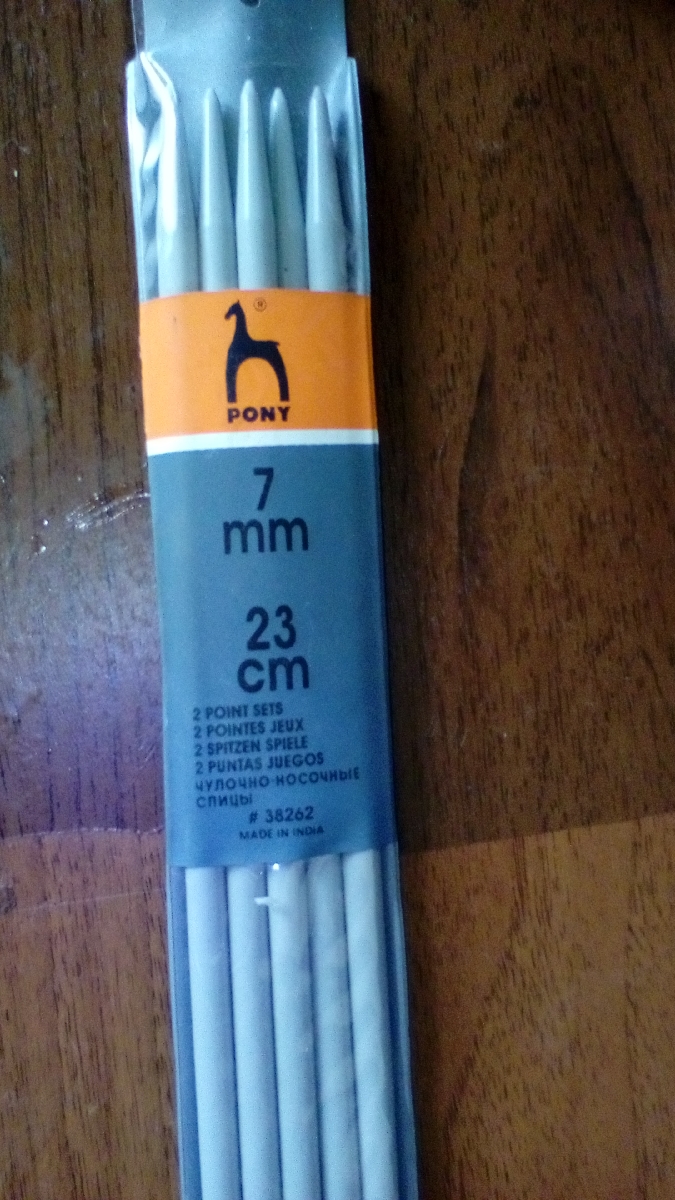 ®
PONY
7
mm
23
cm
2 POINT SETS
2 POINTES JEUX
2 SPITZEN SPIELE
2 PUNTAS JUEGOS
ЧУЛОЧНО-НОСОЧНЫЕ
СПИЦЫ
# 38262
MADE IN INDIA